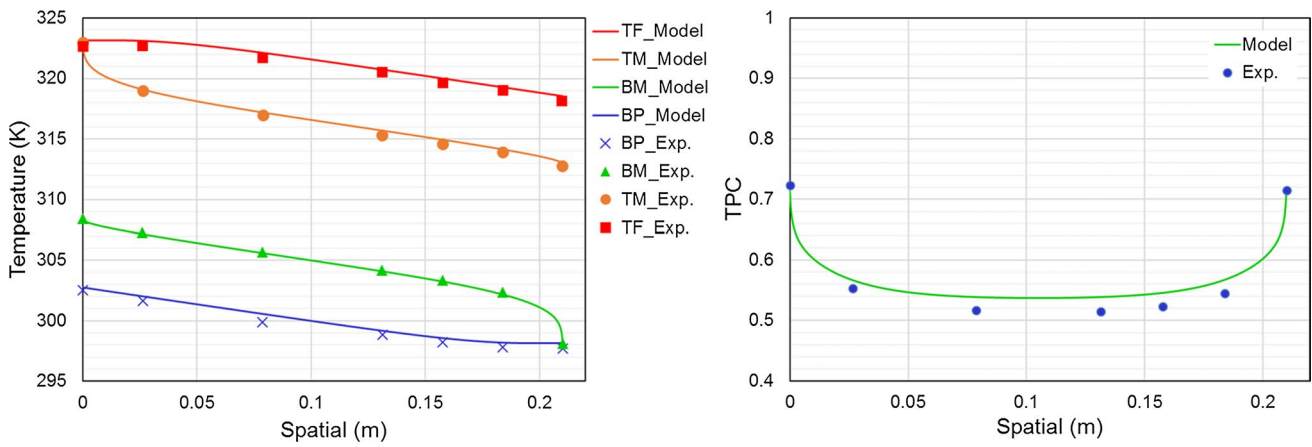 325
320
315
310
305
300
295
Temperature (K)
0
0.05
0.1
0.15
0.2
Spatial (m)
TF_Model
TM_Model
BM_Model
BP_Model
BP_Exp.
BM_Exp.
TM_Exp.
TF_Exp.
1
0.9
0.8
0.7
0.6
0.5
0.4
TPC
0
0.05
0.1
0.15
0.2
Spatial (m)
Model
Exp.